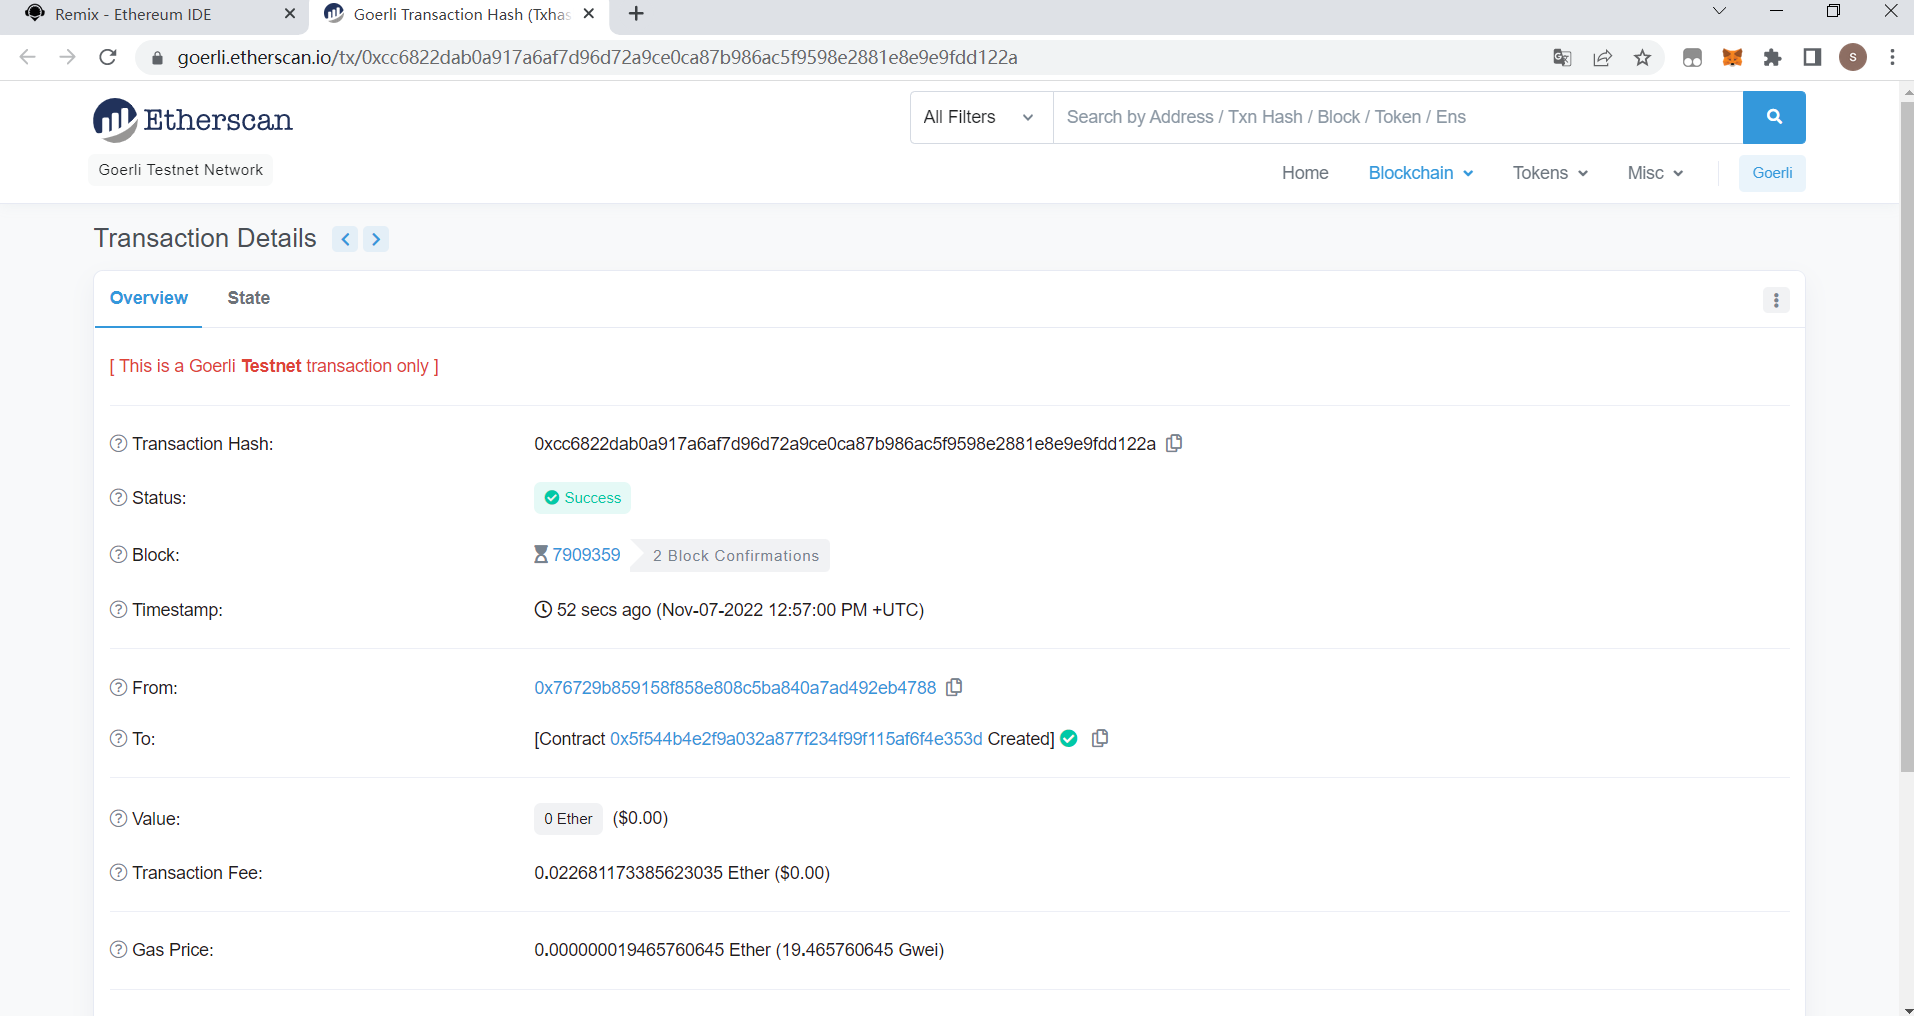 Remix - Ethereum IDE
Goerli Transaction Hash (Txhas
goerli.etherscan.io/tx/0xcc6822dab0a917a6af7d96d72a9ce0ca87b986ac5f9598e2881e8e9e9fdd122a
S
Etherscan
All Filters
Search by Address / Txn Hash / Block / Token / Ens
Goerli Testnet Network
Home Blockchain Tokens Misc Goerli
Transaction Details
Overview State
[ This is a Goerli Testnet transaction only ]
Transaction Hash: 0xcc6822dab0a917a6af7d96d72a9ce0ca87b986ac5f9598e2881e8e9e9fdd122a
Status: Success
Block: 7909359 2 Block Confirmations
Timestamp: 52 secs ago (Nov-07-2022 12:57:00 PM +UTC)
From: 0x76729b859158f858e808c5ba840a7ad492eb4788
To: [Contract 0x5f544b4e2f9a032a877f234f99f115af6f4e353d Created]
Value: 0 Ether ($0.00)
Transaction Fee: 0.022681173385623035 Ether ($0.00)
Gas Price: 0.000000019465760645 Ether (19.465760645 Gwei)